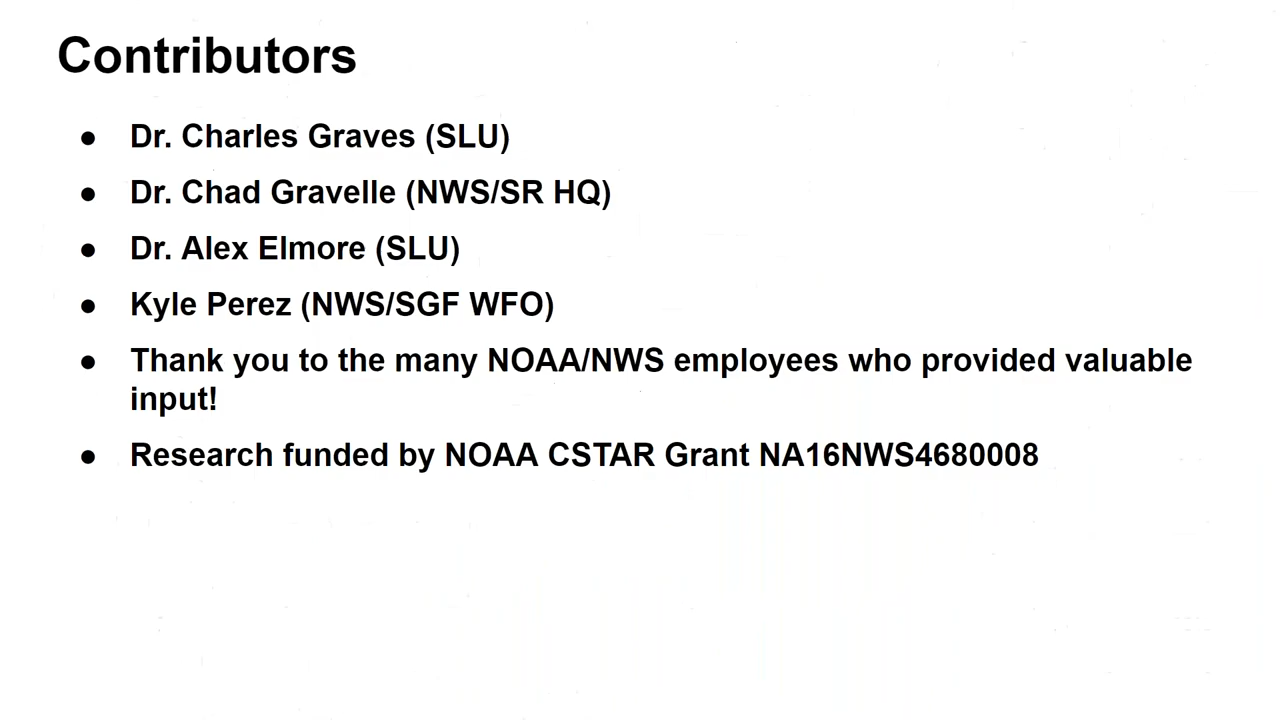 Contributors
● Dr. Charles Graves (SLU)
● Dr. Chad Gravelle (NWS/SR HQ)
● Dr. Alex Elmore (SLU)
● Kyle Perez (NWS/SGF WFO)
● Thank you to the many NOAA/NWS employees who provided valuable
input!
● Research funded by NOAA CSTAR Grant NA16NWS4680008